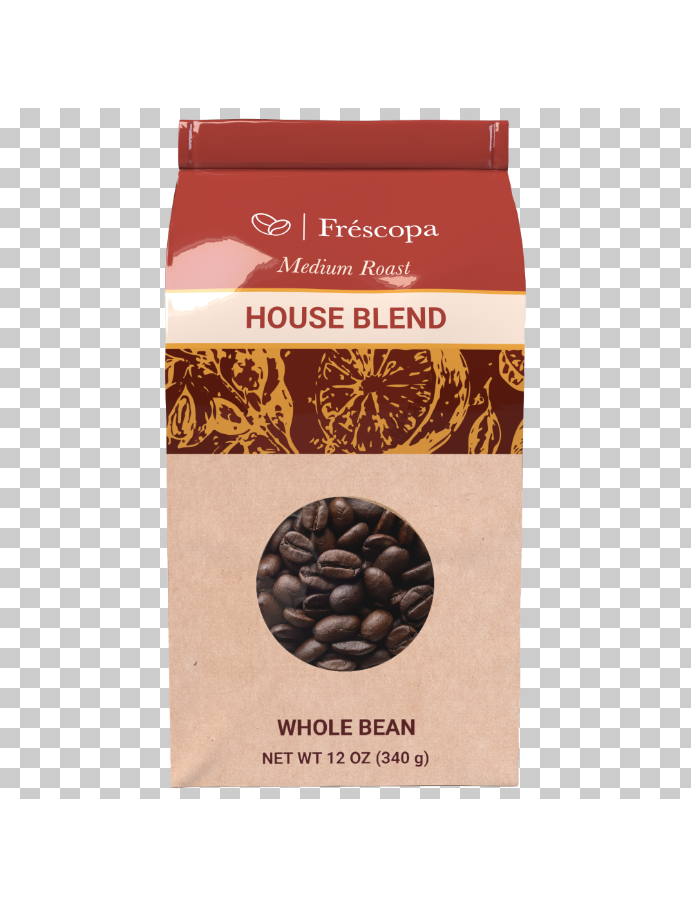 Fréscopa
Medium Roast
HOUSE BLEND
WHOLE BEAN
NET WT 12 OZ (340 g)